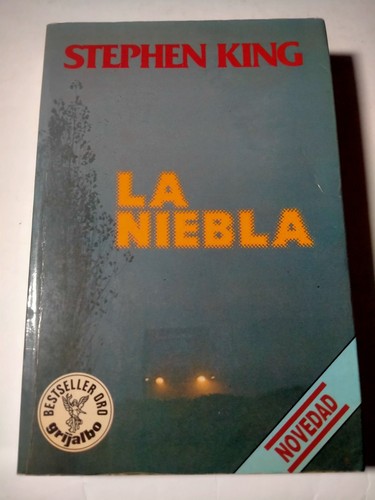 STEPHEN KING
LA
NIEBLA
BESTSELLER ORO
grijalbo
NOVEDAD